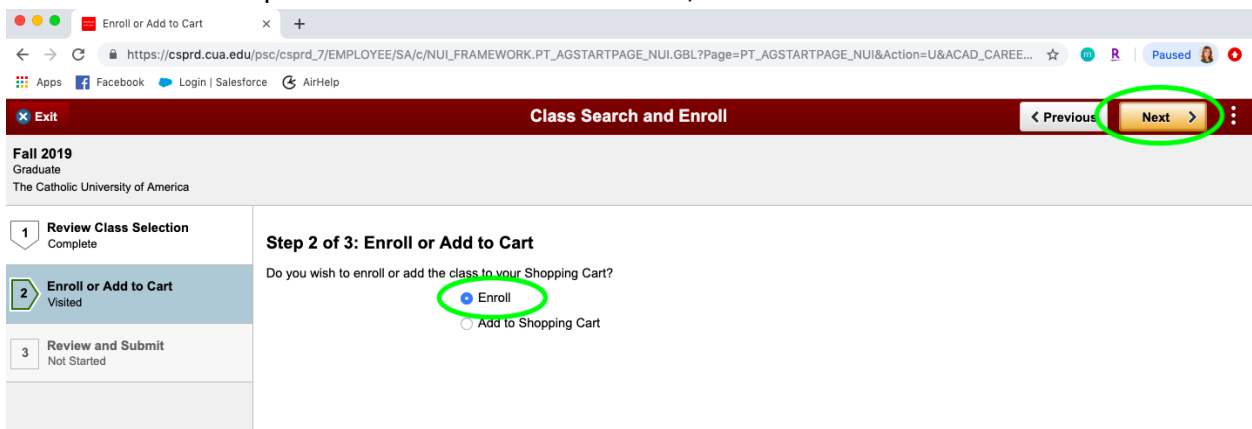 Enroll or Add to Cart × +
https://csprd.cua.edu/psc/csprd_7/EMPLOYEE/SA/c/NUI_FRAMEWORK.PT_AGSTARTPAGE_NUI.GBL?Page=PT_AGSTARTPAGE_NUI&Action=U&ACAD_CAREE... m R Paused
Apps Facebook Login | Salesforce AirHelp
Exit Class Search and Enroll Previous Next
Fall 2019
Graduate
The Catholic University of America
1 Review Class Selection
Complete
Step 2 of 3: Enroll or Add to Cart
Do you wish to enroll or add the class to your Shopping Cart?
2 Enroll or Add to Cart
Visited
Enroll
Add to Shopping Cart
3 Review and Submit
Not Started